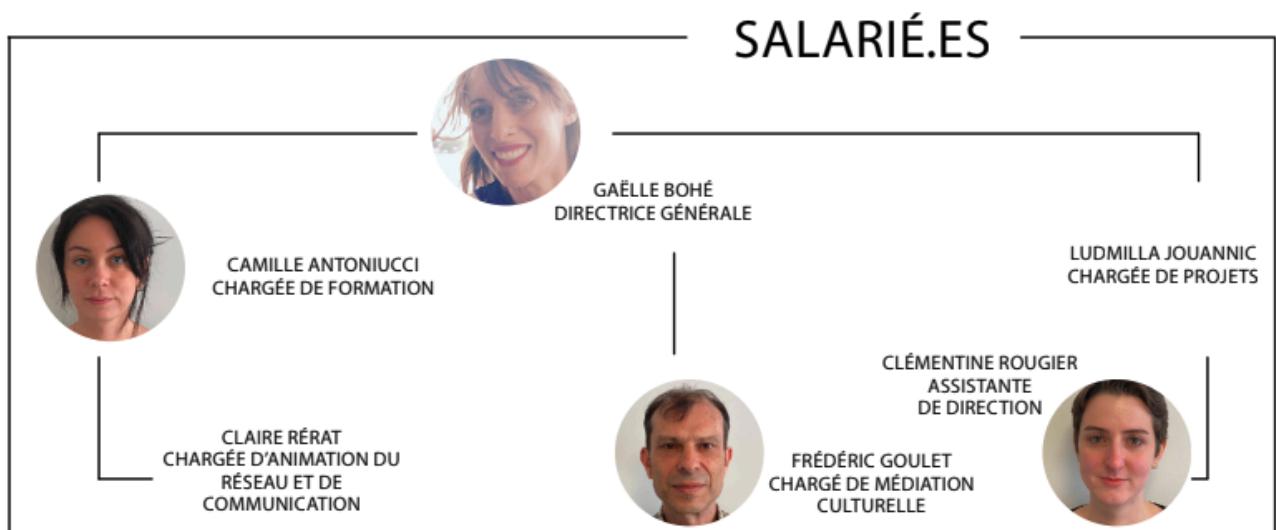 SALARIÉ.ES
GAËLLE BOHÉ
DIRECTRICE GÉNÉRALE
CAMILLE ANTONIUCCI
CHARGÉE DE FORMATION
LUDMILLA JOUANNIC
CHARGÉE DE PROJETS
CLAIRE RÉRAT
CHARGÉE D’ANIMATION DU
RÉSEAU ET DE
COMMUNICATION
FRÉDÉRIC GOULET
CHARGÉ DE MÉDIATION
CULTURELLE
CLÉMENTINE ROUGIER
ASSISTANTE
DE DIRECTION